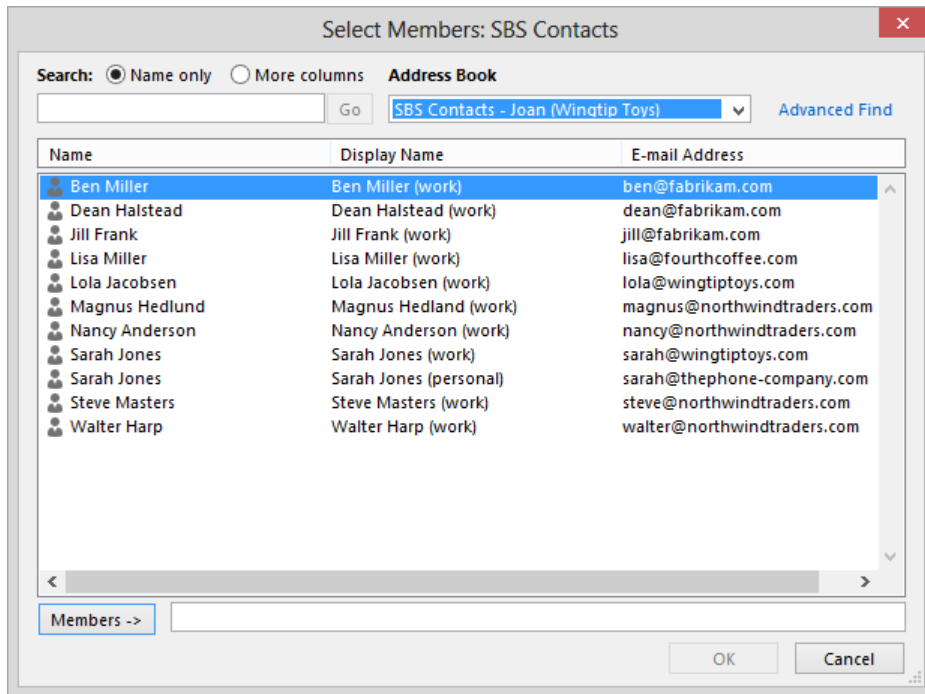 Select Members: SBS Contacts
Search: Name only More columns Address Book
Go SBS Contacts - Joan (Wingtip Toys) Advanced Find
Name Display Name E-mail Address
Ben Miller Ben Miller (work) ben@fabrikam.com
Dean Halstead Dean Halstead (work) dean@fabrikam.com
Jill Frank Jill Frank (work) jill@fabrikam.com
Lisa Miller Lisa Miller (work) lisa@fourthcoffee.com
Lola Jacobsen Lola Jacobsen (work) lola@wingtiptoys.com
Magnus Hedlund Magnus Hedland (work) magnus@northwindtraders.com
Nancy Anderson Nancy Anderson (work) nancy@northwindtraders.com
Sarah Jones Sarah Jones (work) sarah@wingtiptoys.com
Sarah Jones Sarah Jones (personal) sarah@thephone-company.com
Steve Masters Steve Masters (work) steve@northwindtraders.com
Walter Harp Walter Harp (work) walter@northwindtraders.com
Members ->
OK Cancel